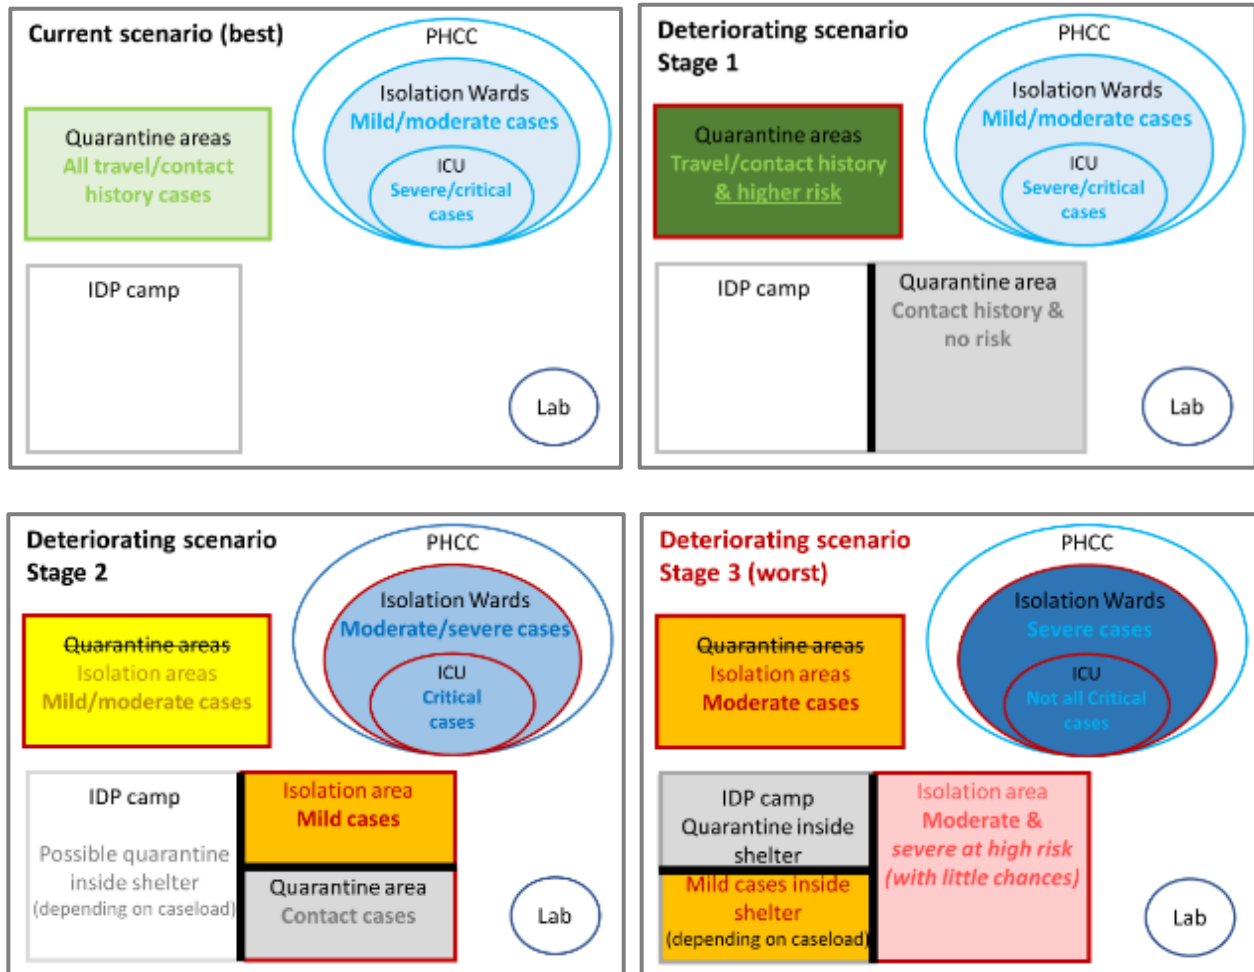 Current scenario (best)
PHCC
Isolation Wards
Mild/moderate cases
ICU
Severe/critical
cases
Quarantine areas
All travel/contact
history cases
IDP camp
Lab
Deteriorating scenario
Stage 1
PHCC
Isolation Wards
Mild/moderate cases
ICU
Severe/critical
cases
Quarantine areas
Travel/contact history
& higher risk
IDP camp
Quarantine area
Contact history &
no risk
Lab
Deteriorating scenario
Stage 2
PHCC
Isolation Wards
Moderate/severe cases
ICU
Critical
cases
Quarantine areas
Isolation areas
Mild/moderate cases
IDP camp
Possible quarantine
inside shelter
(depending on caseload)
Isolation area
Mild cases
Quarantine area
Contact cases
Lab
Deteriorating scenario
Stage 3 (worst)
PHCC
Isolation Wards
Severe cases
ICU
Not all Critical
cases
Quarantine areas
Isolation areas
Moderate cases
IDP camp
Quarantine inside
shelter
Mild cases inside
shelter
(depending on caseload)
Isolation area
Moderate &
severe at high risk
(with little chances)
Lab